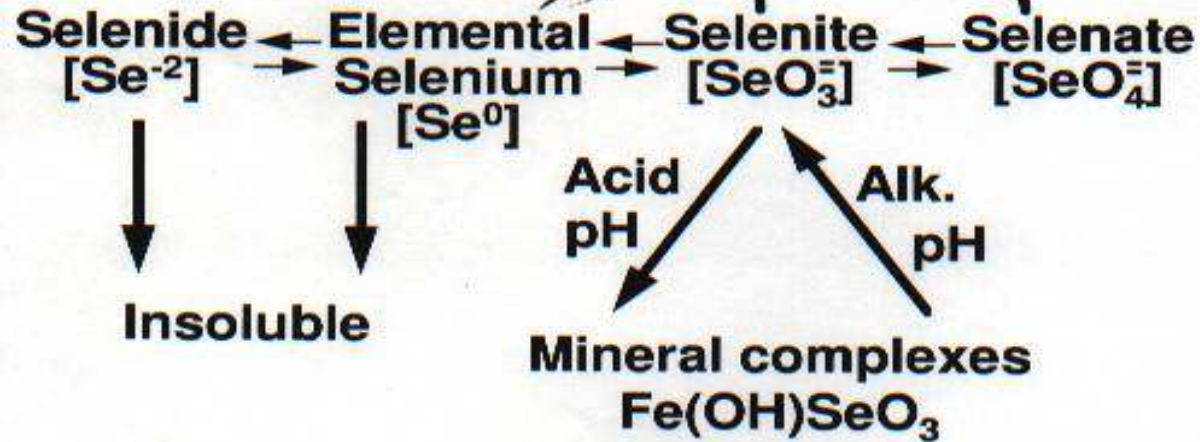 Selenide Elemental Selenite Selenate
[Se⁻²] Selenium [SeO₃⁼] [SeO₄⁼]
[Se⁰]
Acid Alk.
pH pH
Insoluble
Mineral complexes
Fe(OH)SeO₃